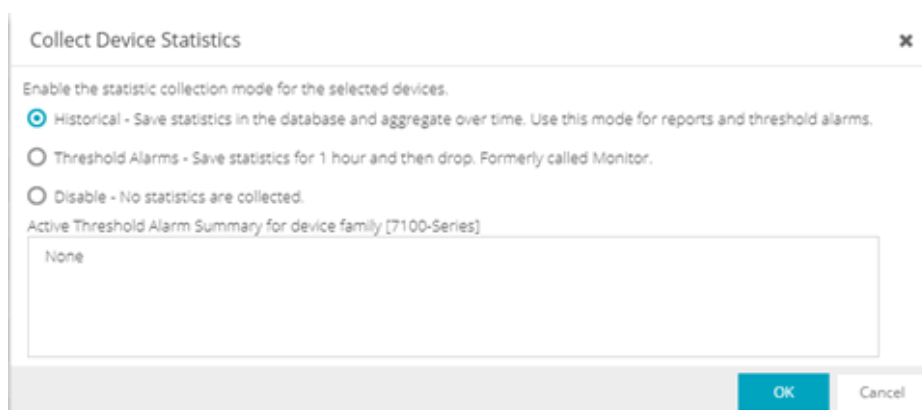 Collect Device Statistics
Enable the statistic collection mode for the selected devices.
Historical - Save statistics in the database and aggregate over time. Use this mode for reports and threshold alarms.
Threshold Alarms - Save statistics for 1 hour and then drop. Formerly called Monitor.
Disable - No statistics are collected.
Active Threshold Alarm Summary for device family [7100-Series]
None
OK Cancel